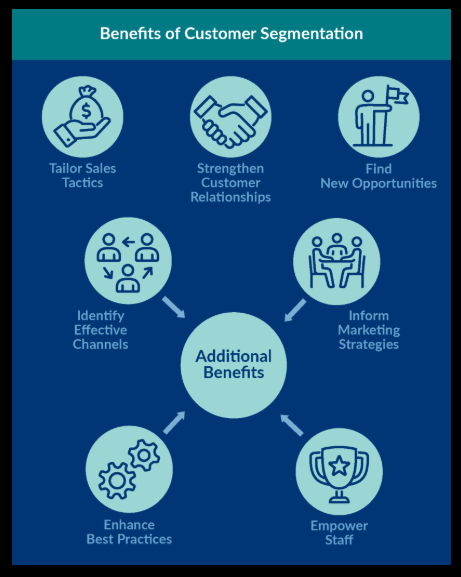 Benefits of Customer Segmentation
$
Tailor Sales
Tactics
Strengthen
Customer
Relationships
Find
New Opportunities
Identify
Effective
Channels
Inform
Marketing
Strategies
Additional
Benefits
Enhance
Best Practices
Empower
Staff